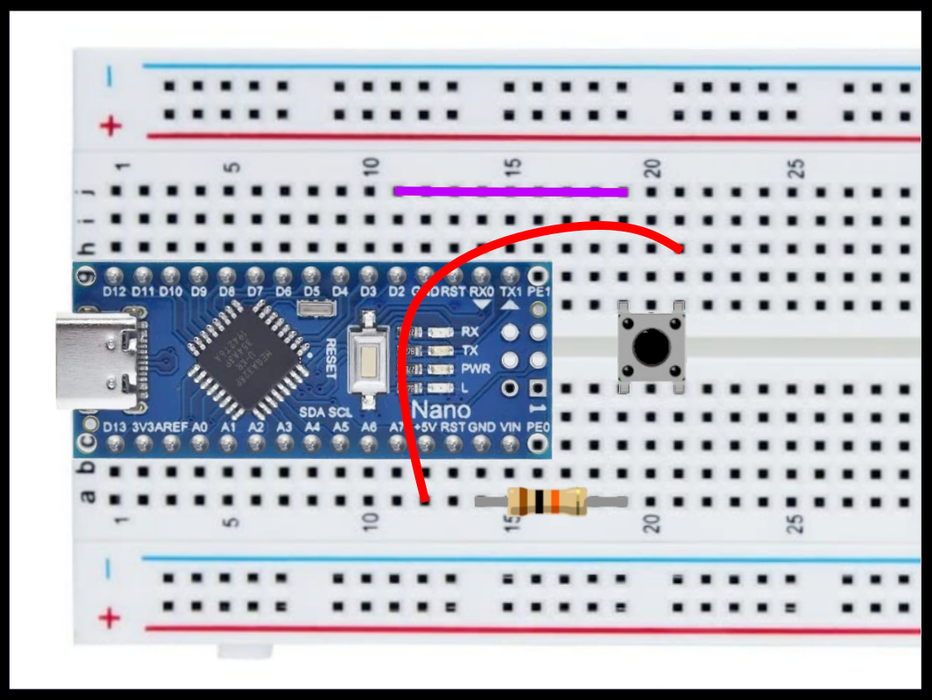 − −
+ +
1 5 10 15 20 25
j
i
h
g
D12 D11 D10 D9 D8 D7 D6 D5 D4 D3 D2 GND RST RX0 TX1 PE1
RX
TX
PWR
L
RESET
1
SDA SCL
Nano
D13 3V3 AREF A0 A1 A2 A3 A4 A5 A6 A7 +5V RST GND VIN PE0
c
b
a
1 5 10 15 20 25